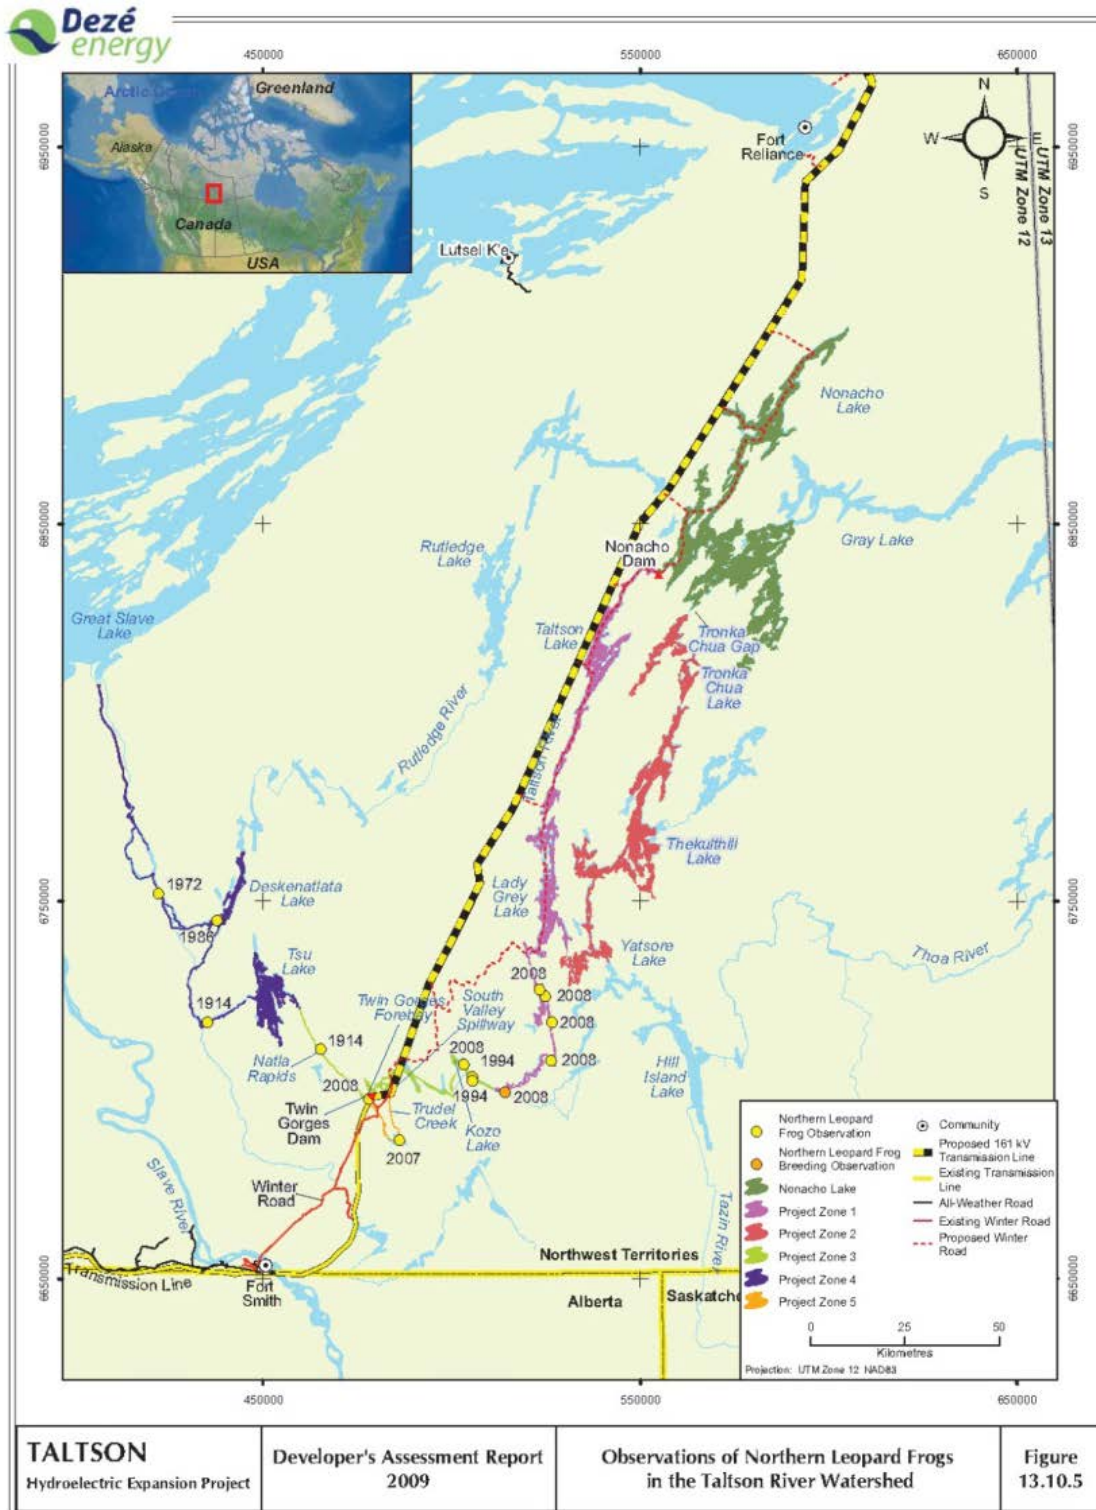 Dezé
energy
450000
550000
650000
Arctic Ocean
Greenland
Alaska
Canada
USA
N
W
E
S
UTM Zone 13
UTM Zone 12
6950000
6950000
Fort
Reliance
Lutsel K'e
Nonacho
Lake
6850000
6850000
Gray Lake
Nonacho
Dam
Rutledge
Lake
Great Slave
Lake
Taltson
Lake
Tronka
Chua Gap
Tronka
Chua
Lake
Rutledge River
Taltson River
Thekulthili
Lake
6750000
6750000
1972
Deskenatlata
Lake
1986
Lady
Grey
Lake
Yatsore
Lake
Thoa River
Tsu
Lake
1914
Twin Gorges
Forebay
South
Valley
Spillway
2008
2008
2008
1914
Natla
Rapids
2008
1994
2008
2008
1994
2008
Hill
Island
Lake
Twin
Gorges
Dam
Trudel
Creek
Kozo
Lake
2007
Slave River
Winter
Road
Tazin River
Northwest Territories
6650000
6650000
Transmission Line
Fort
Smith
Alberta
Saskatche
Northern Leopard
Frog Observation
Northern Leopard Frog
Breeding Observation
Nonacho Lake
Project Zone 1
Project Zone 2
Project Zone 3
Project Zone 4
Project Zone 5
Community
Proposed 161 kV
Transmission Line
Existing Transmission
Line
All-Weather Road
Existing Winter Road
Proposed Winter
Road
0 25 50
Kilometres
Projection: UTM Zone 12 NAD83
450000
550000
650000
TALTSON
Hydroelectric Expansion Project
Developer's Assessment Report
2009
Observations of Northern Leopard Frogs
in the Taltson River Watershed
Figure
13.10.5